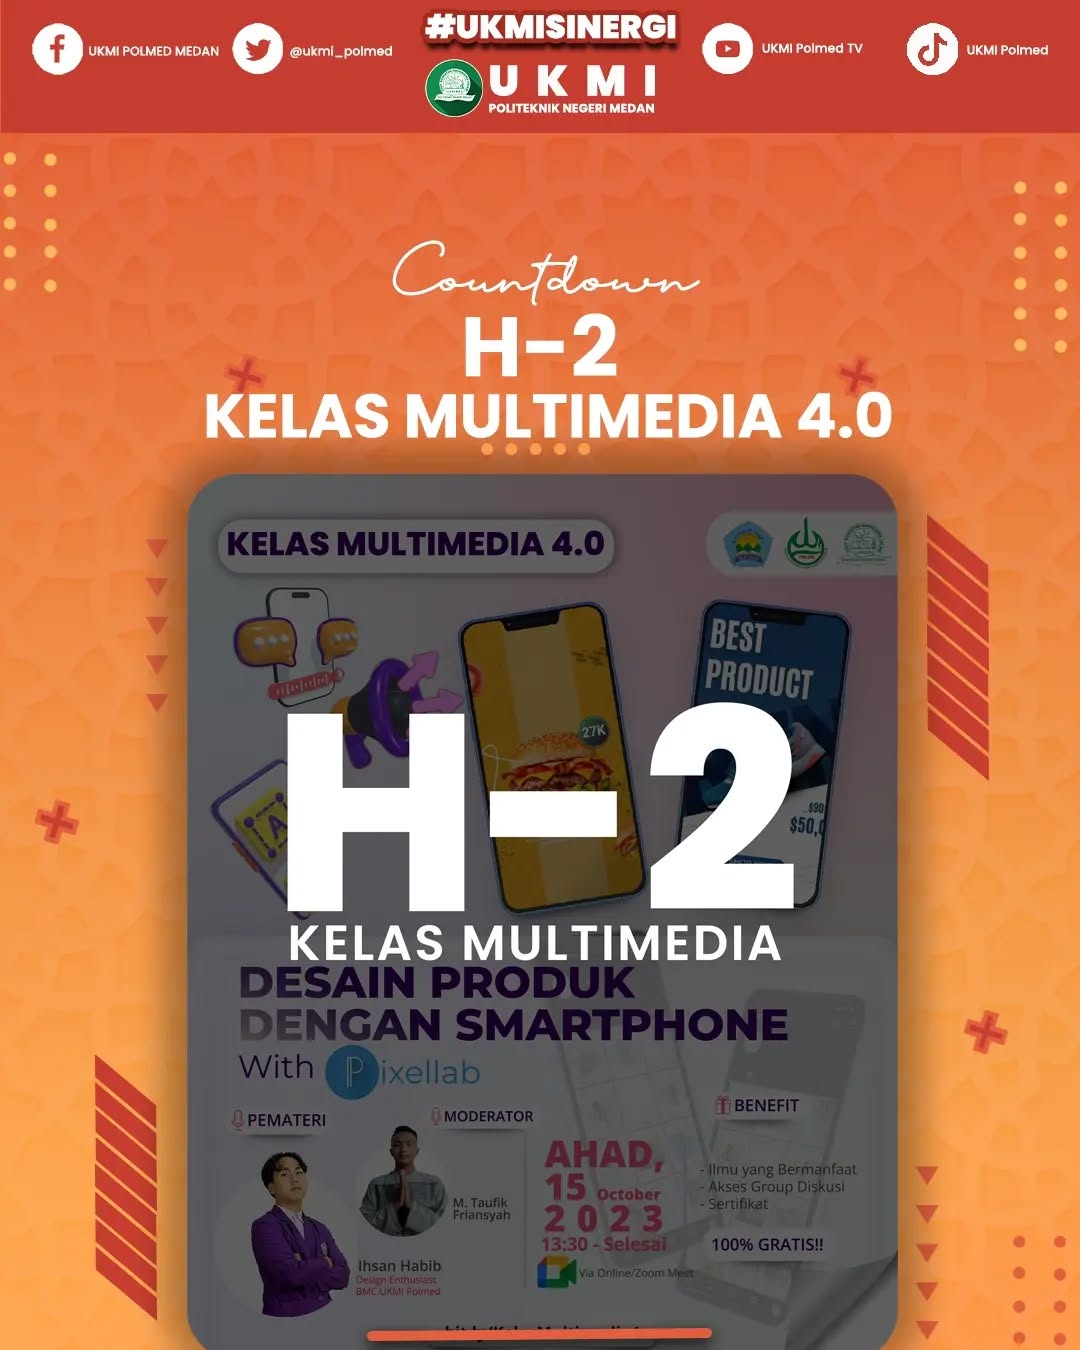 #UKMISINERGI
UKMI POLMED MEDAN
@ukmi_polmed
UKMI Polmed TV
UKMI Polmed
UKMI
POLITEKNIK NEGERI MEDAN
Countdown
H-2
KELAS MULTIMEDIA 4.0
KELAS MULTIMEDIA 4.0
BEST
PRODUCT
27K
$90
$50,0
H-2
KELAS MULTIMEDIA
DESAIN PRODUK
DENGAN SMARTPHONE
With Pixellab
PEMATERI
MODERATOR
BENEFIT
M. Taufik
Friansyah
Ihsan Habib
Design Enthusiast
BMC UKMI Polmed
AHAD,
15 October
2023
13:30 - Selesai
Via Online/Zoom Meet
- Ilmu yang Bermanfaat
- Akses Group Diskusi
- Sertifikat
100% GRATIS!!